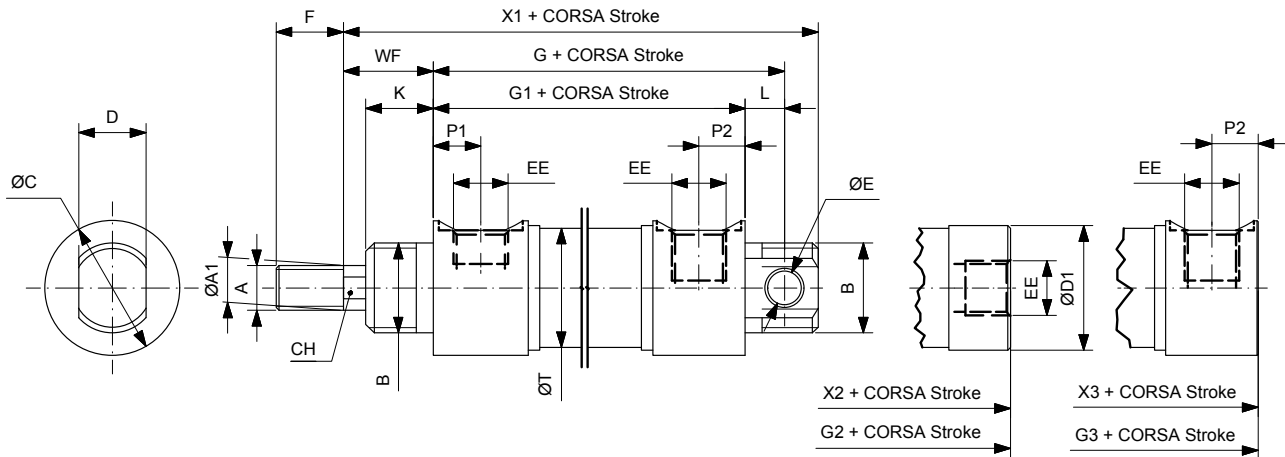 F
X1 + CORSA Stroke
WF
G + CORSA Stroke
K
G1 + CORSA Stroke
L
D
P1
P2
P2
EE
EE
ØE
EE
ØC
ØA1
A
B
EE
ØD1
CH
B
ØT
X2 + CORSA Stroke
X3 + CORSA Stroke
G2 + CORSA Stroke
G3 + CORSA Stroke